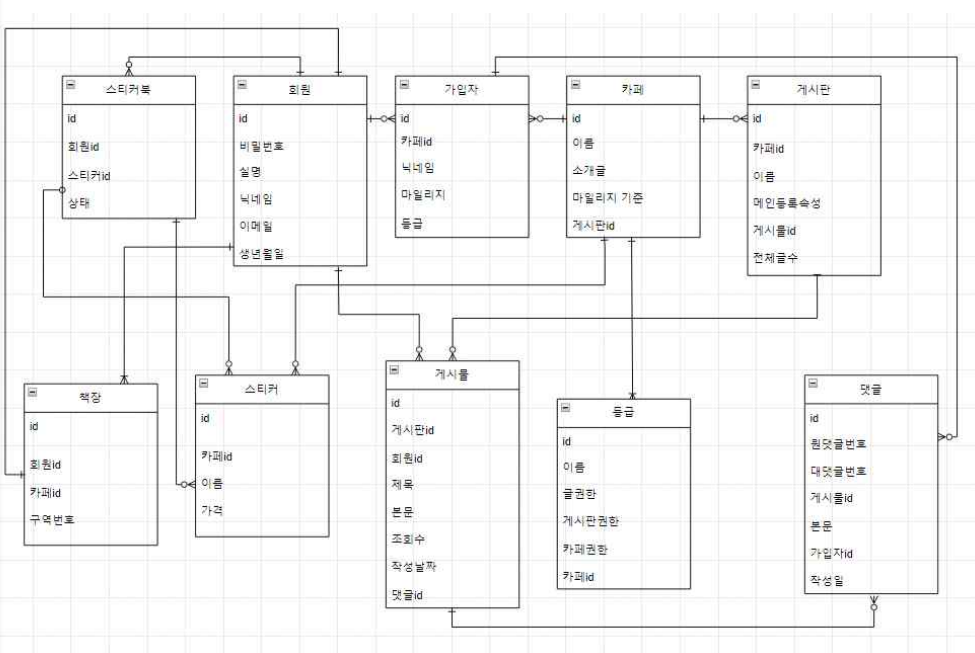 스티커북
id
회원id
스티커id
상태
회원
id
비밀번호
실명
닉네임
이메일
생년월일
가입자
id
카페id
닉네임
마일리지
등급
카페
id
이름
소개글
마일리지 기준
게시판id
게시판
id
카페id
이름
메인등록속성
게시물id
전체글수
책장
id
회원id
카페id
구역번호
스티커
id
카페id
이름
가격
게시물
id
게시판id
회원id
제목
본문
조회수
작성날짜
댓글id
등급
id
이름
글권한
게시판권한
카페권한
카페id
댓글
id
원댓글번호
대댓글번호
게시물id
본문
가입자id
작성일